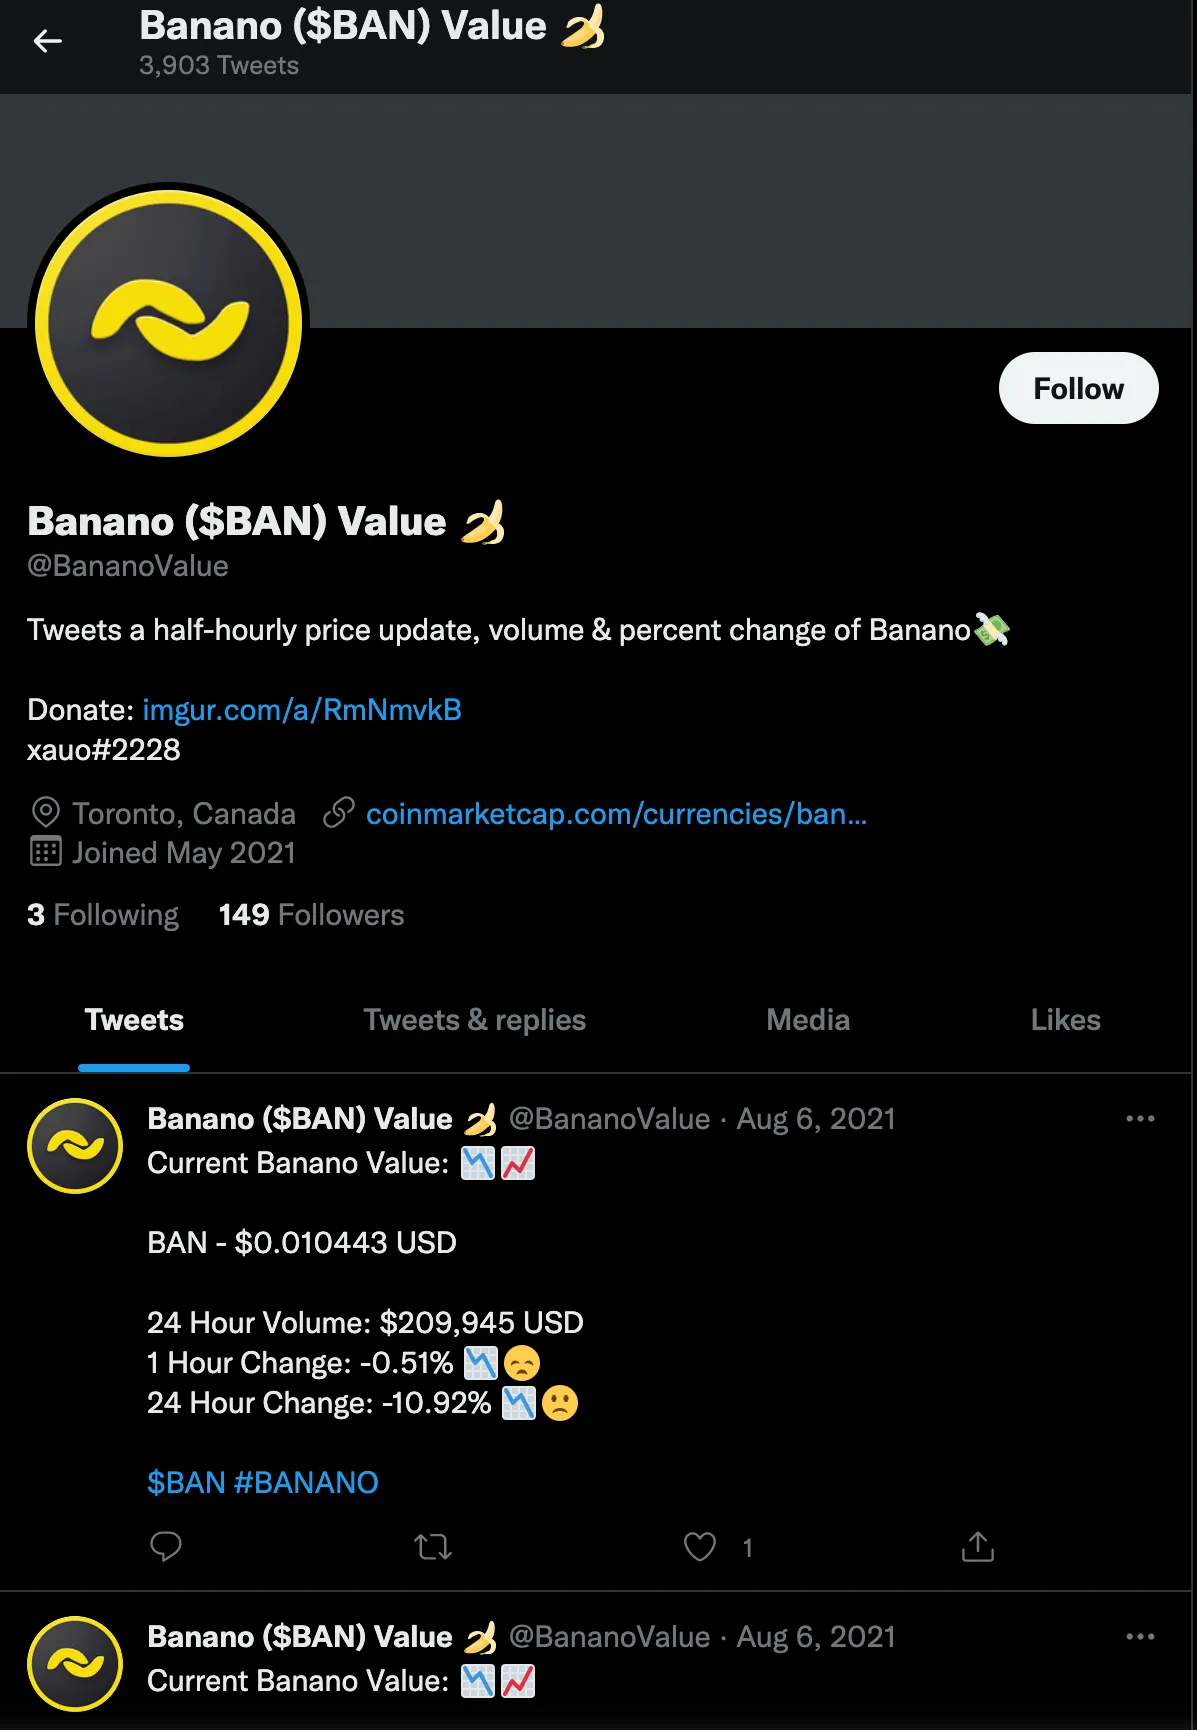 Banano ($BAN) Value 🍌
3,903 Tweets
Follow
Banano ($BAN) Value 🍌
@BananoValue
Tweets a half-hourly price update, volume & percent change of Banano💸
Donate: imgur.com/a/RmNmvkB
xauo#2228
Toronto, Canada coinmarketcap.com/currencies/ban...
Joined May 2021
3 Following 149 Followers
Tweets Tweets & replies Media Likes
Banano ($BAN) Value 🍌 @BananoValue · Aug 6, 2021
Current Banano Value: 📉📈
BAN - $0.010443 USD
24 Hour Volume: $209,945 USD
1 Hour Change: -0.51% 📉😞
24 Hour Change: -10.92% 📉🙁
$BAN #BANANO
1
Banano ($BAN) Value 🍌 @BananoValue · Aug 6, 2021
Current Banano Value: 📉📈